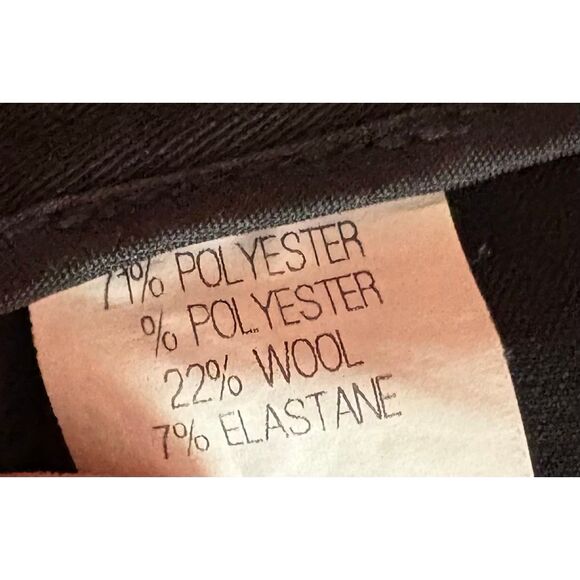 71% POLYESTER
% POLYESTER
22% WOOL
7% ELASTANE